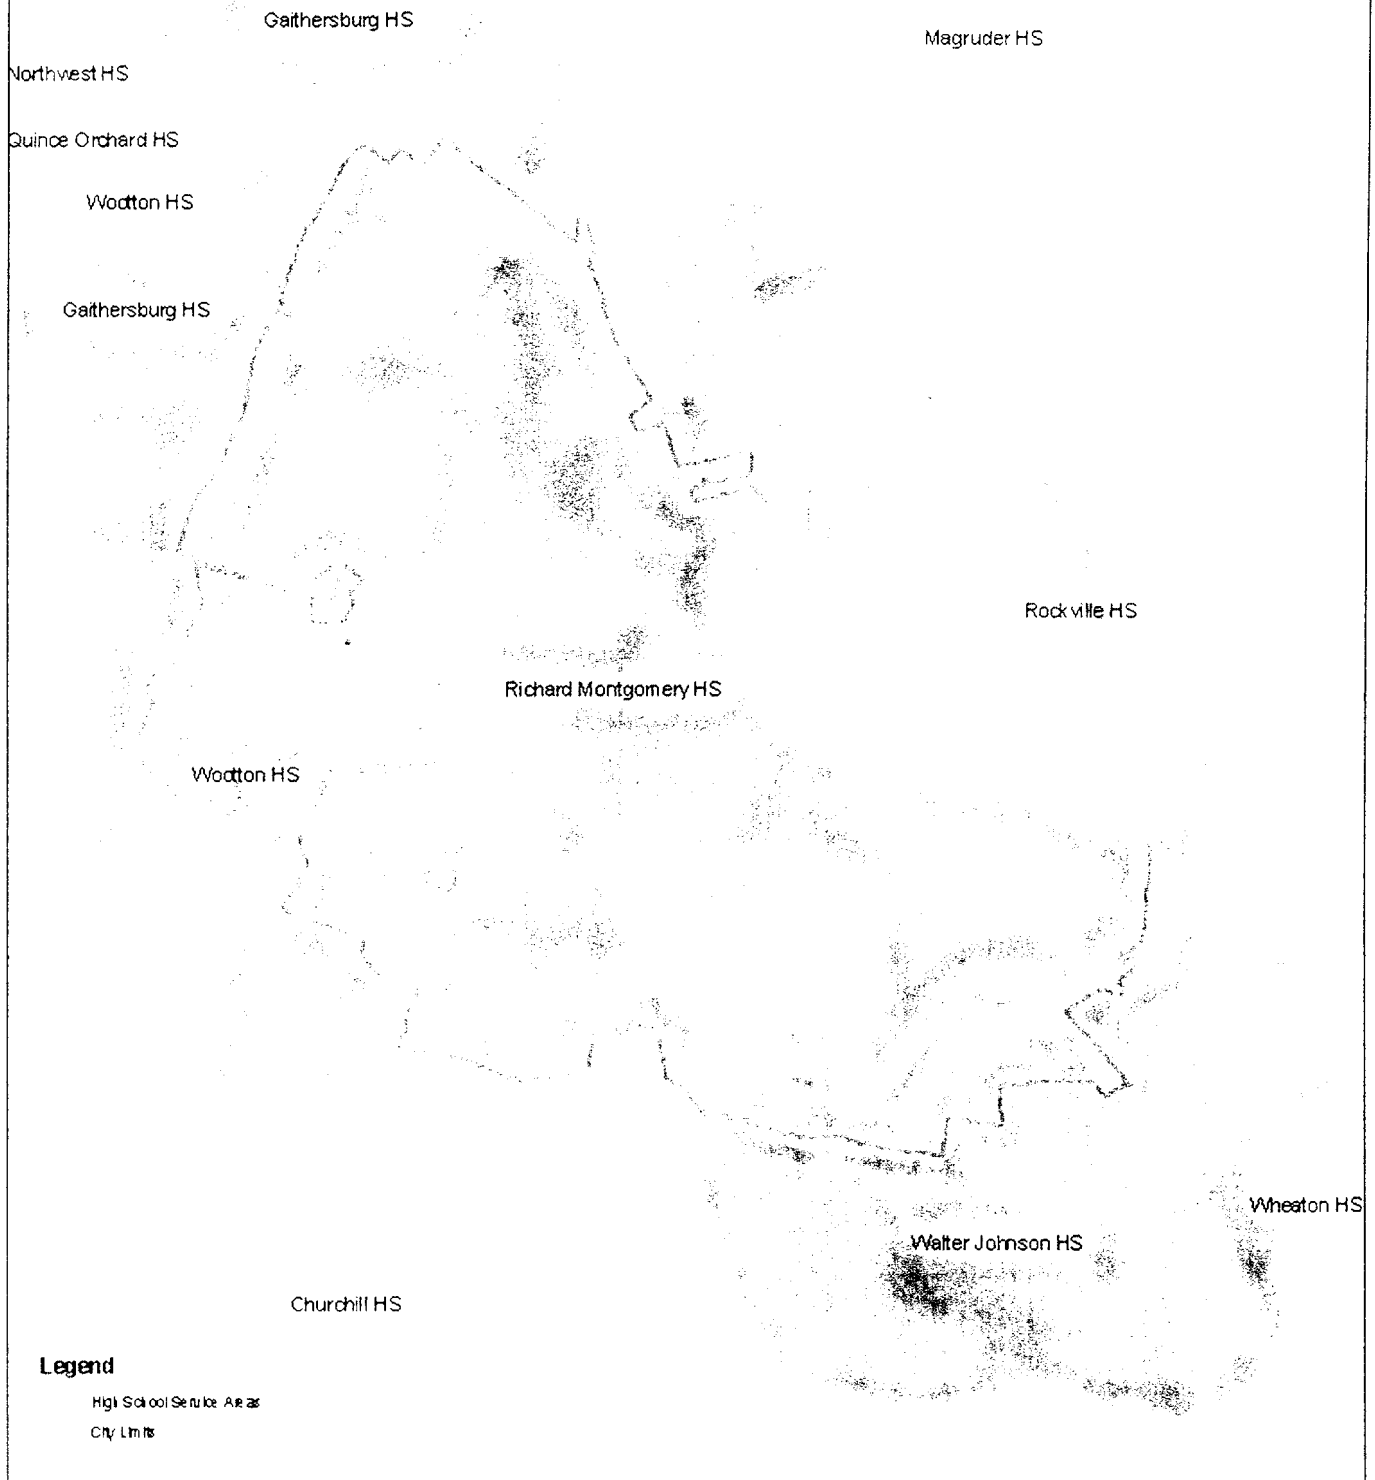 Gaithersburg HS
Magruder HS
Northwest HS
Quince Orchard HS
Wootton HS
Gaithersburg HS
Rockville HS
Richard Montgomery HS
Wootton HS
Wheaton HS
Walter Johnson HS
Churchill HS
Legend
High School Service Areas
City Limits